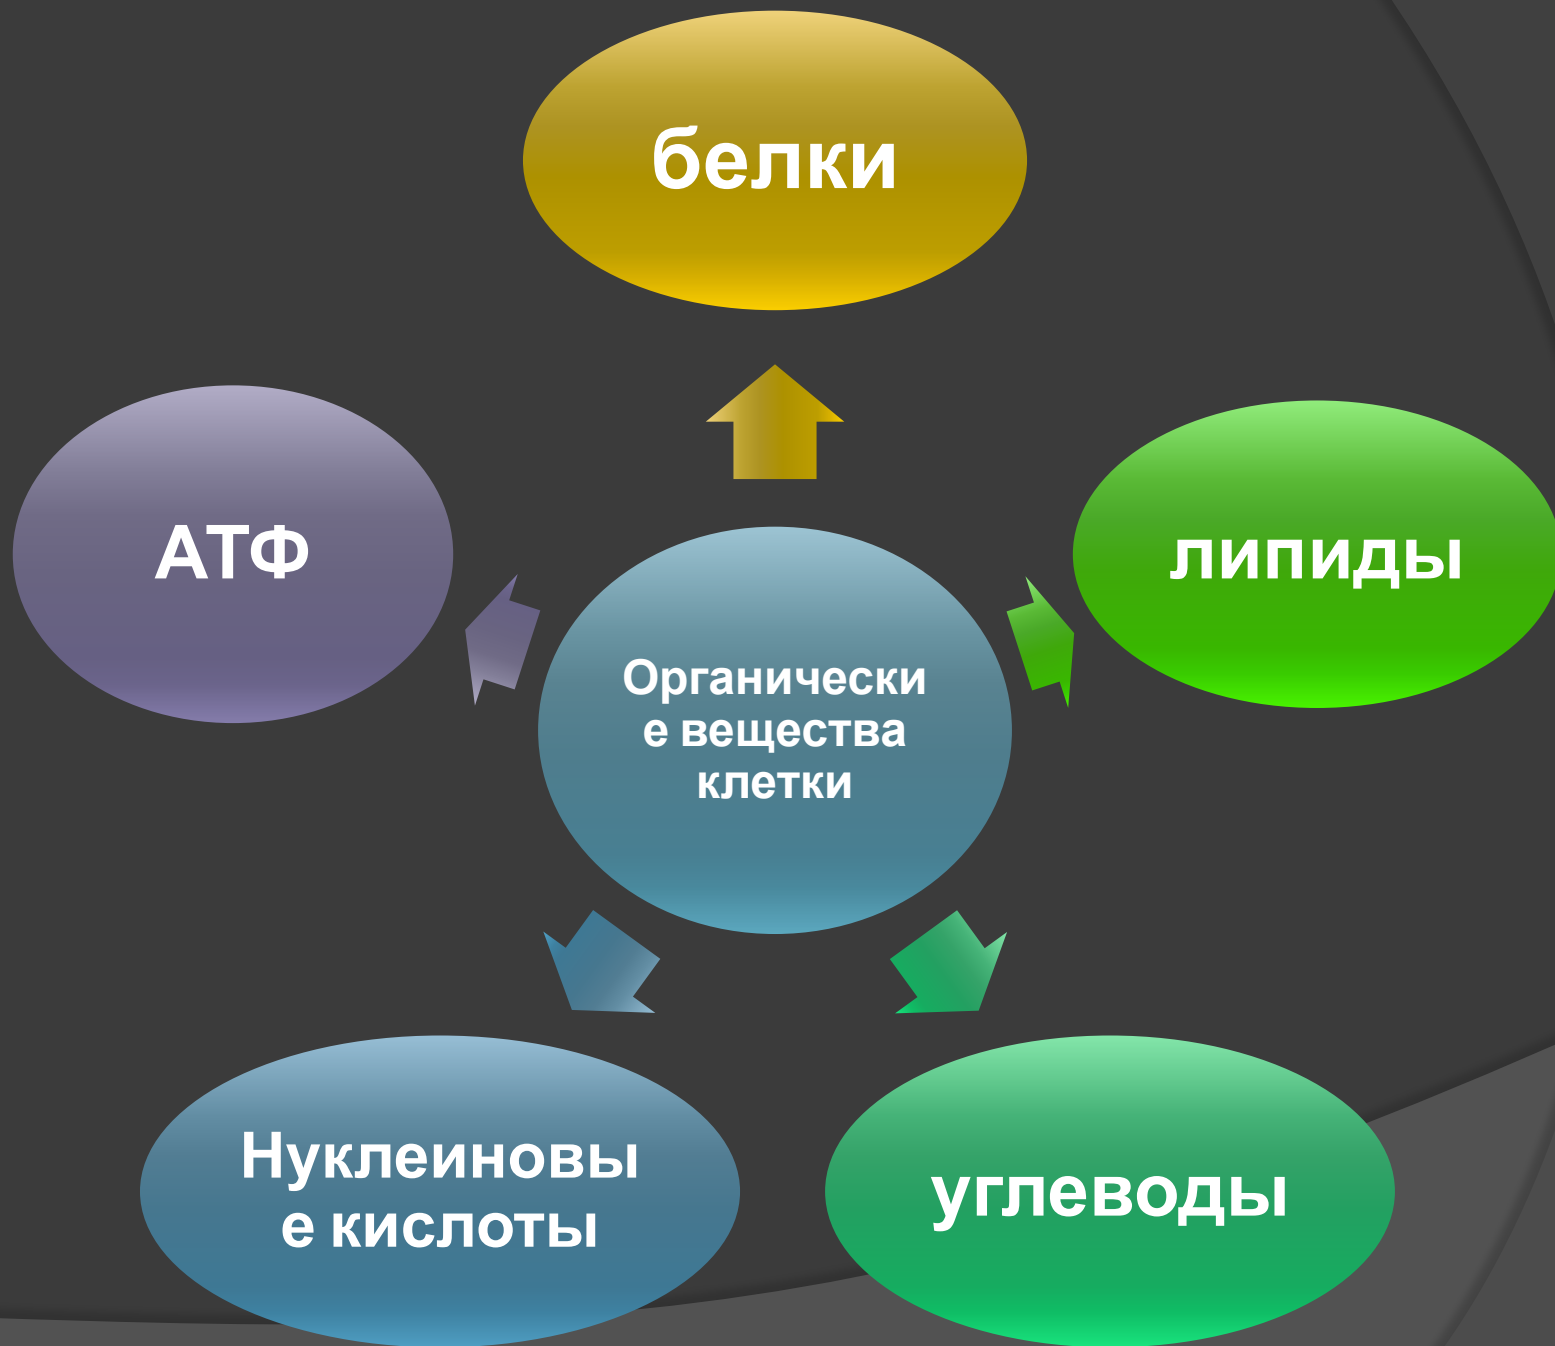 белки
АТФ
липиды
Органически
е вещества
клетки
Нуклеиновы
е кислоты
углеводы